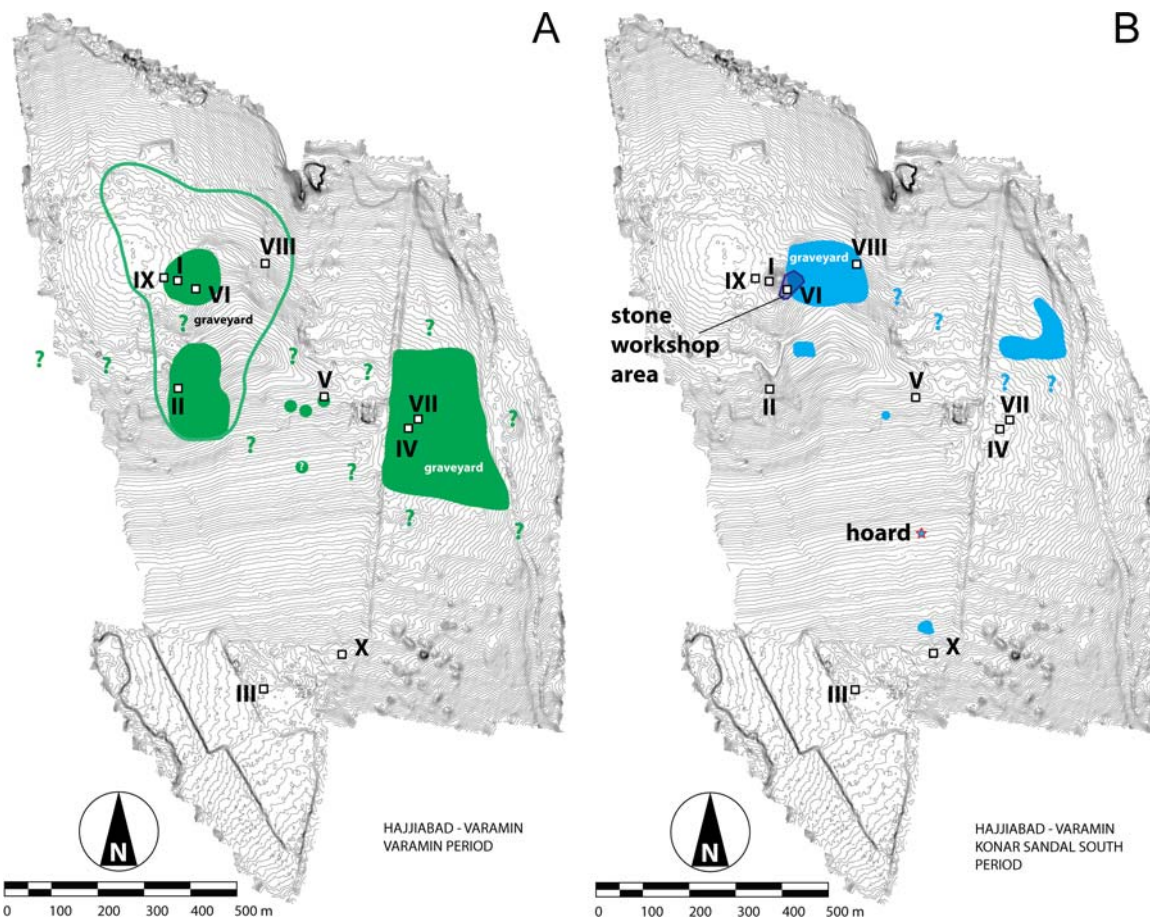 A
VIII
IX
I
VI
graveyard
?
?
?
?
?
?
II
V
VII
IV
graveyard
?
?
?
?
?
?
X
III
N
HAJJIABAD - VARAMIN
VARAMIN PERIOD
0 100 200 300 400 500 m
B
graveyard
VIII
IX
I
VI
stone
workshop
area
?
?
?
?
II
V
VII
IV
hoard
X
III
N
HAJJIABAD - VARAMIN
KONAR SANDAL SOUTH
PERIOD
0 100 200 300 400 500 m